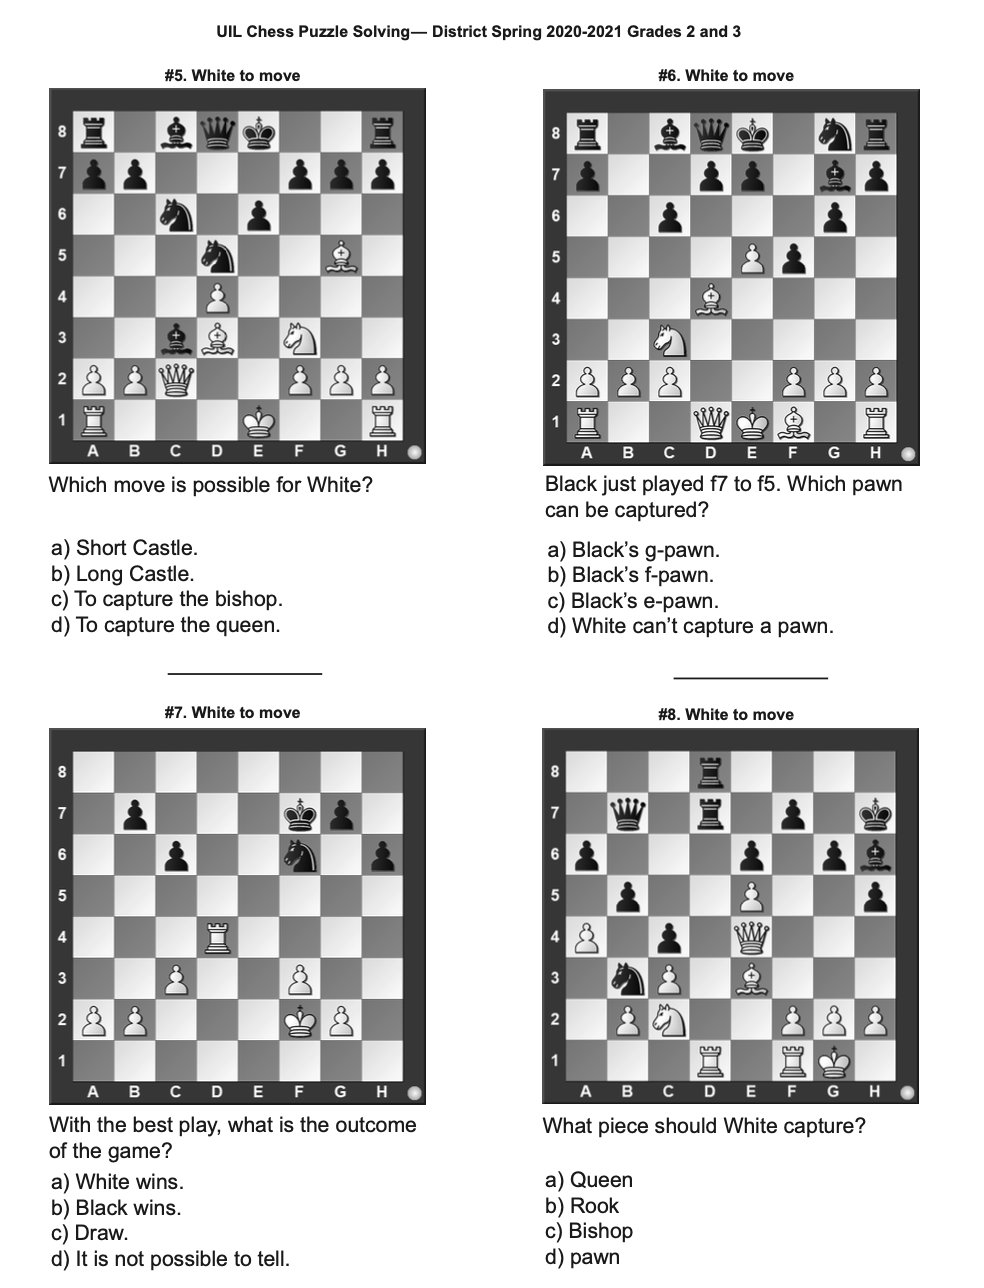 UIL Chess Puzzle Solving— District Spring 2020-2021 Grades 2 and 3
#5. White to move
8
7
6
5
4
3
2
1
A B C D E F G H
Which move is possible for White?
a) Short Castle.
b) Long Castle.
c) To capture the bishop.
d) To capture the queen.
#6. White to move
8
7
6
5
4
3
2
1
A B C D E F G H
Black just played f7 to f5. Which pawn
can be captured?
a) Black’s g-pawn.
b) Black’s f-pawn.
c) Black’s e-pawn.
d) White can’t capture a pawn.
#7. White to move
8
7
6
5
4
3
2
1
A B C D E F G H
With the best play, what is the outcome
of the game?
a) White wins.
b) Black wins.
c) Draw.
d) It is not possible to tell.
#8. White to move
8
7
6
5
4
3
2
1
A B C D E F G H
What piece should White capture?
a) Queen
b) Rook
c) Bishop
d) pawn